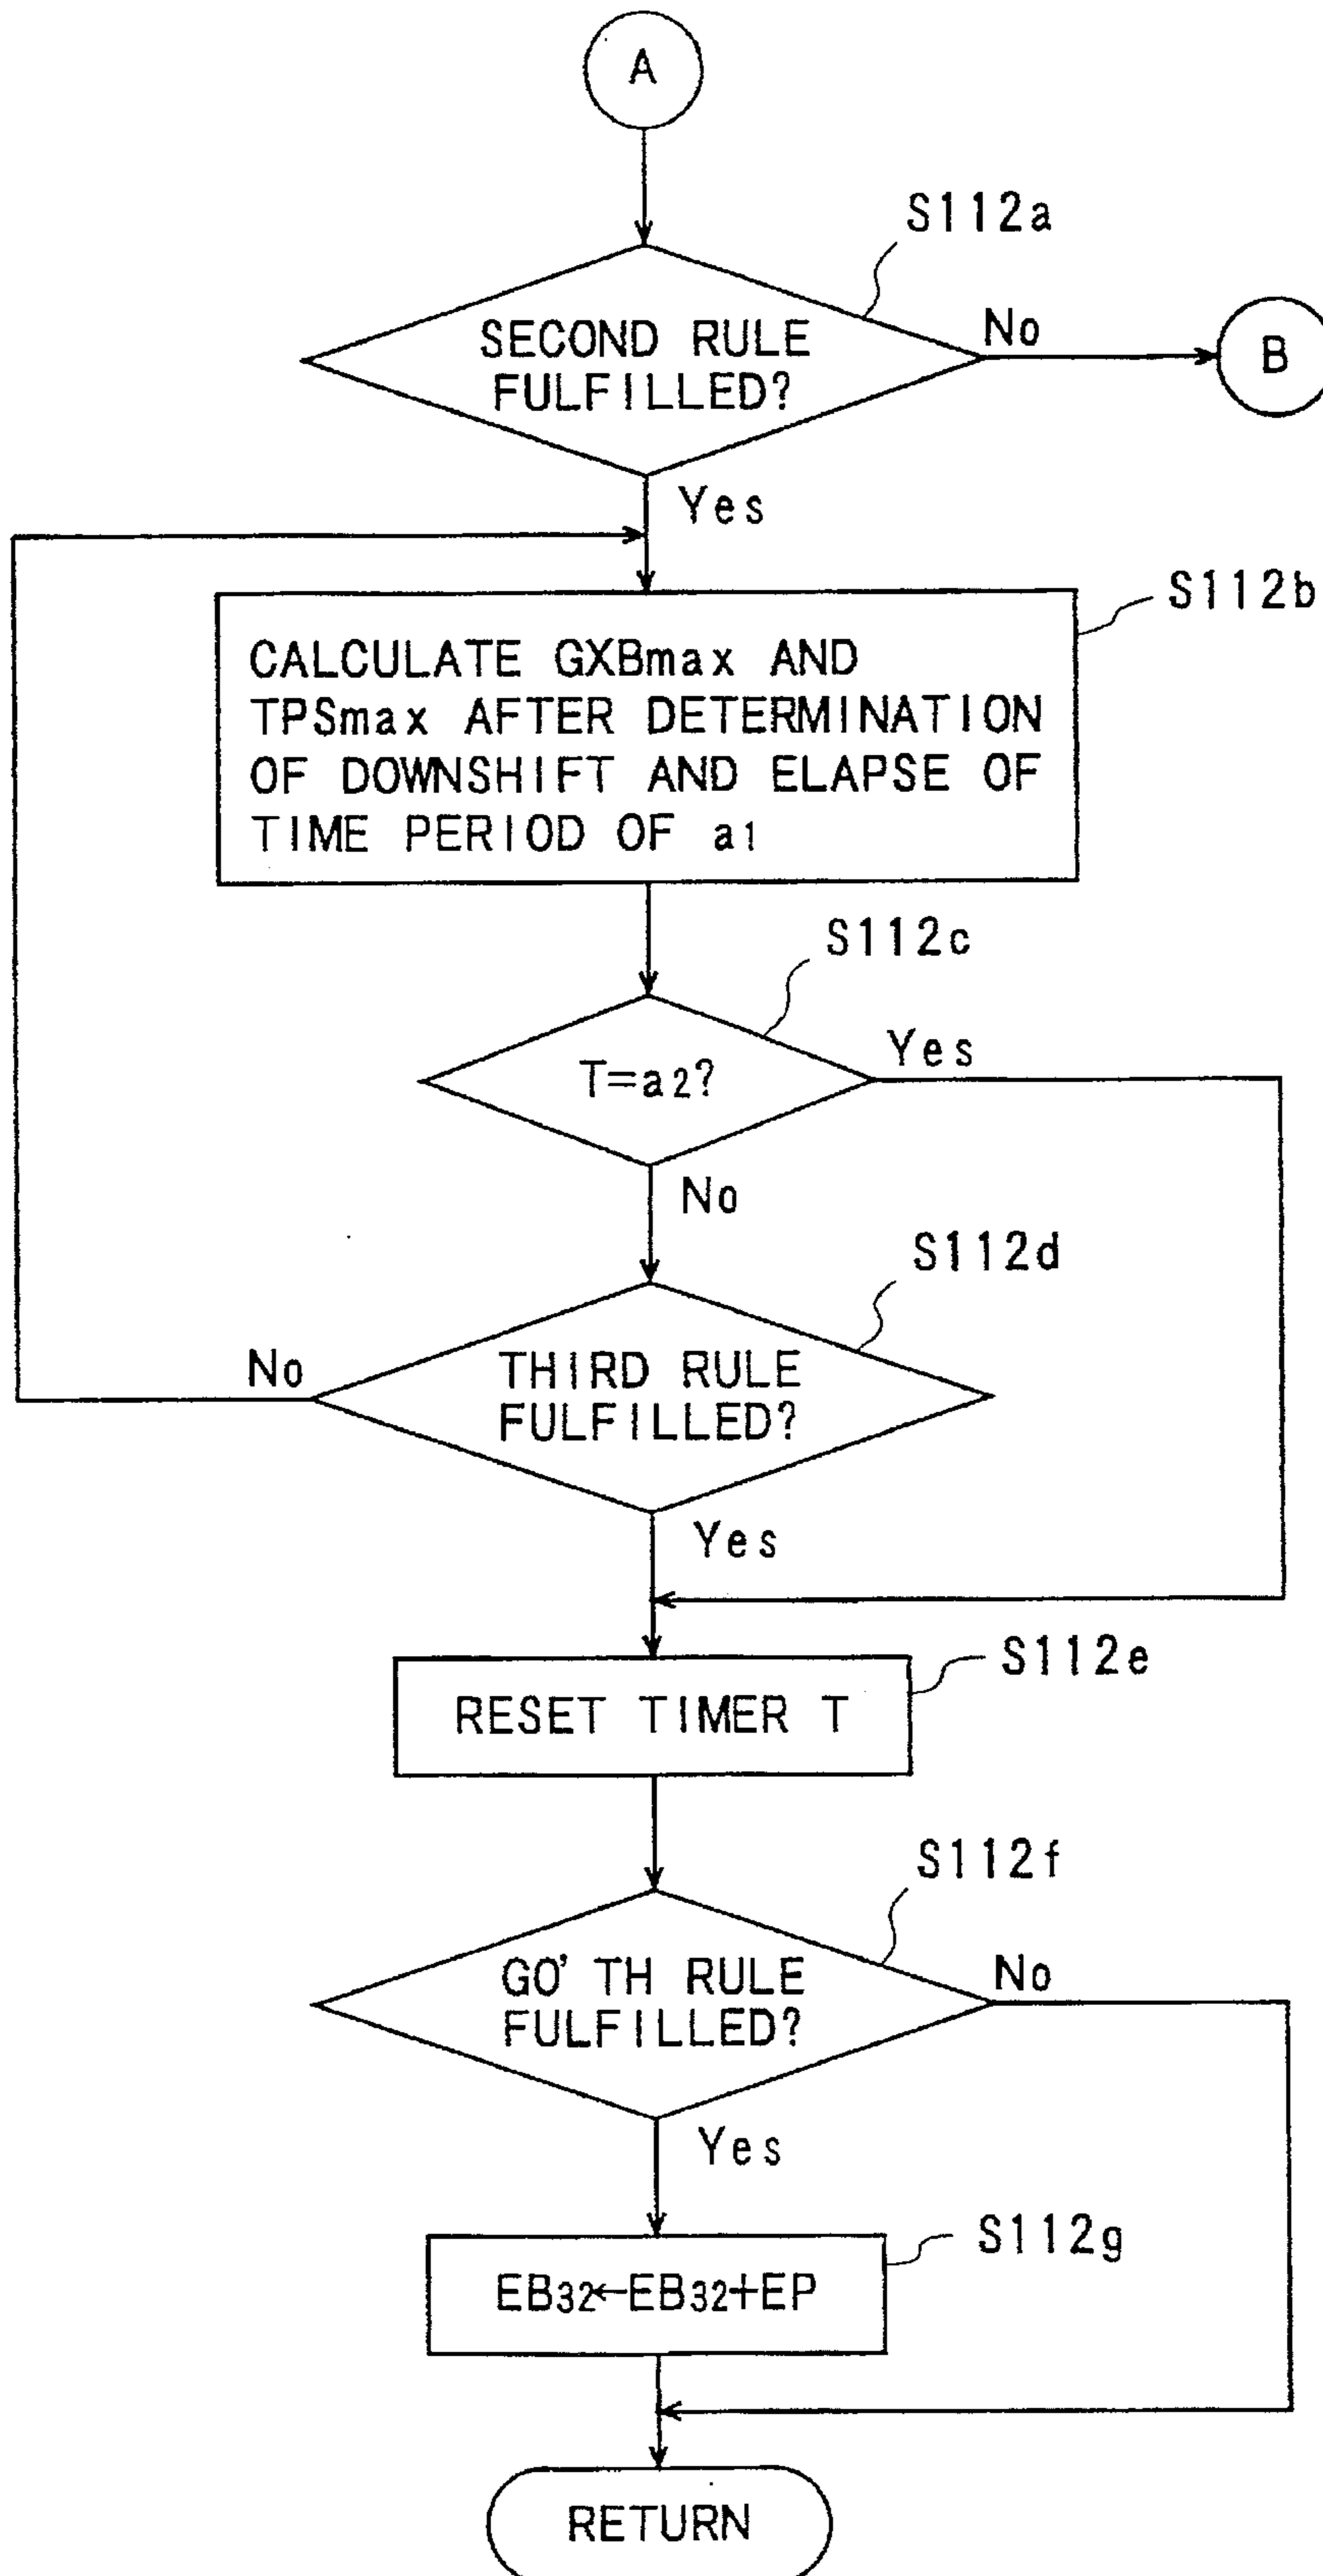 A
S112a
SECOND RULE
FULFILLED?
No
B
Yes
S112b
CALCULATE GXBmax AND
TPSmax AFTER DETERMINATION
OF DOWNSHIFT AND ELAPSE OF
TIME PERIOD OF a1
S112c
T=a2?
Yes
No
S112d
THIRD RULE
FULFILLED?
No
Yes
S112e
RESET TIMER T
S112f
GO' TH RULE
FULFILLED?
No
Yes
S112g
EB32←EB32+EP
RETURN